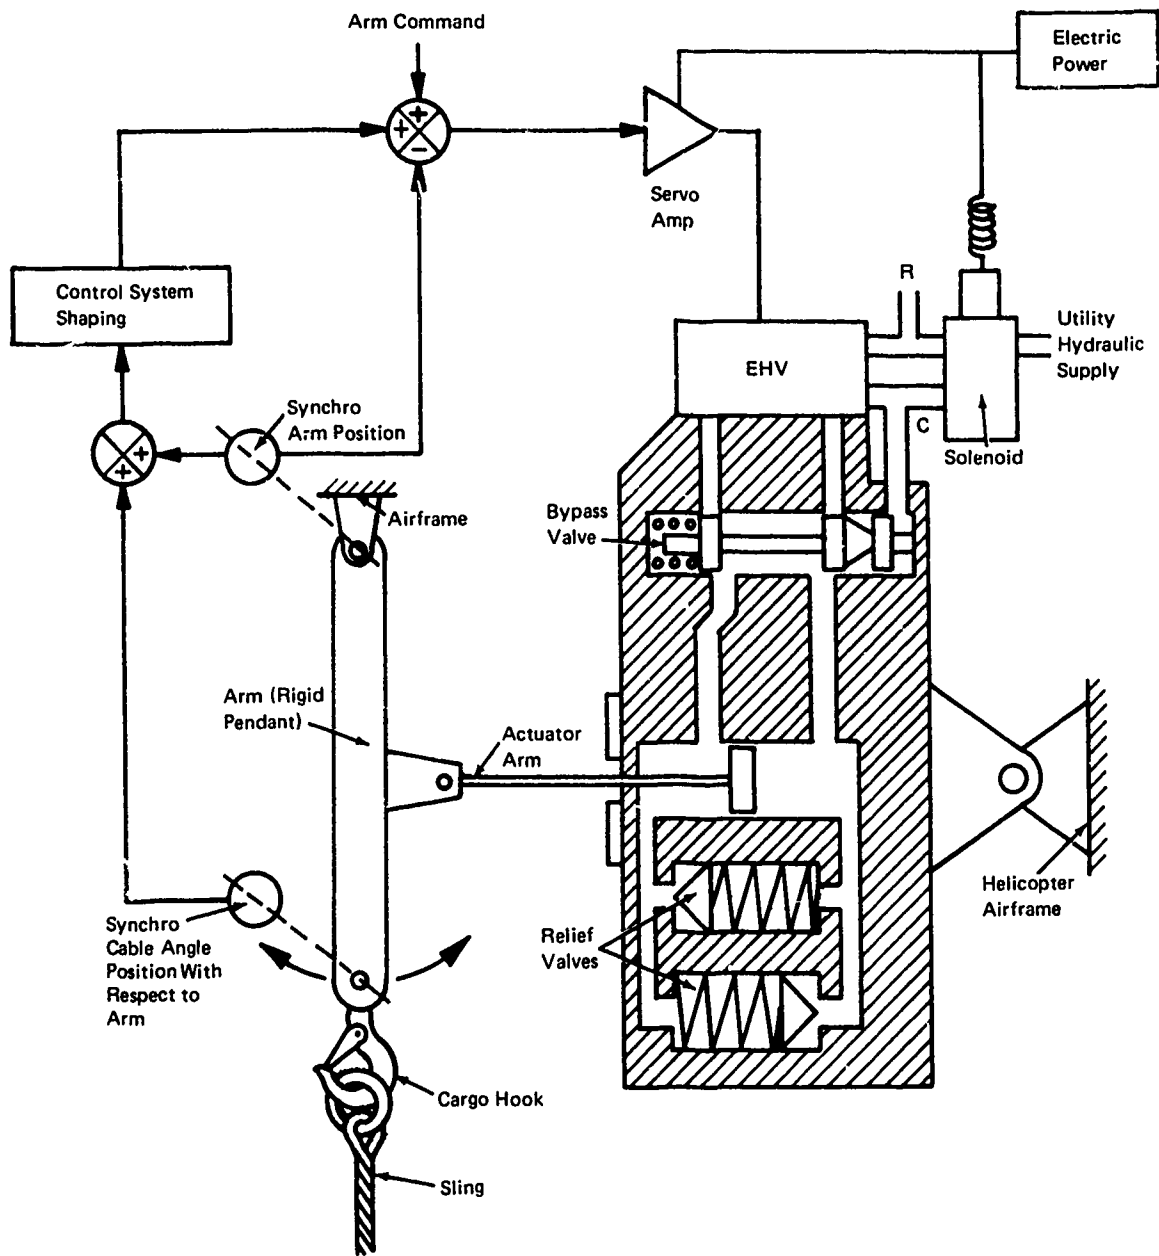 Arm Command
Electric
Power
+
+
−
Servo
Amp
Control System
Shaping
R
Utility
Hydraulic
Supply
EHV
C
Solenoid
Synchro
Arm Position
+
+
Airframe
Bypass
Valve
Arm (Rigid
Pendant)
Actuator
Arm
Helicopter
Airframe
Synchro
Cable Angle
Position With
Respect to
Arm
Relief
Valves
Cargo Hook
Sling